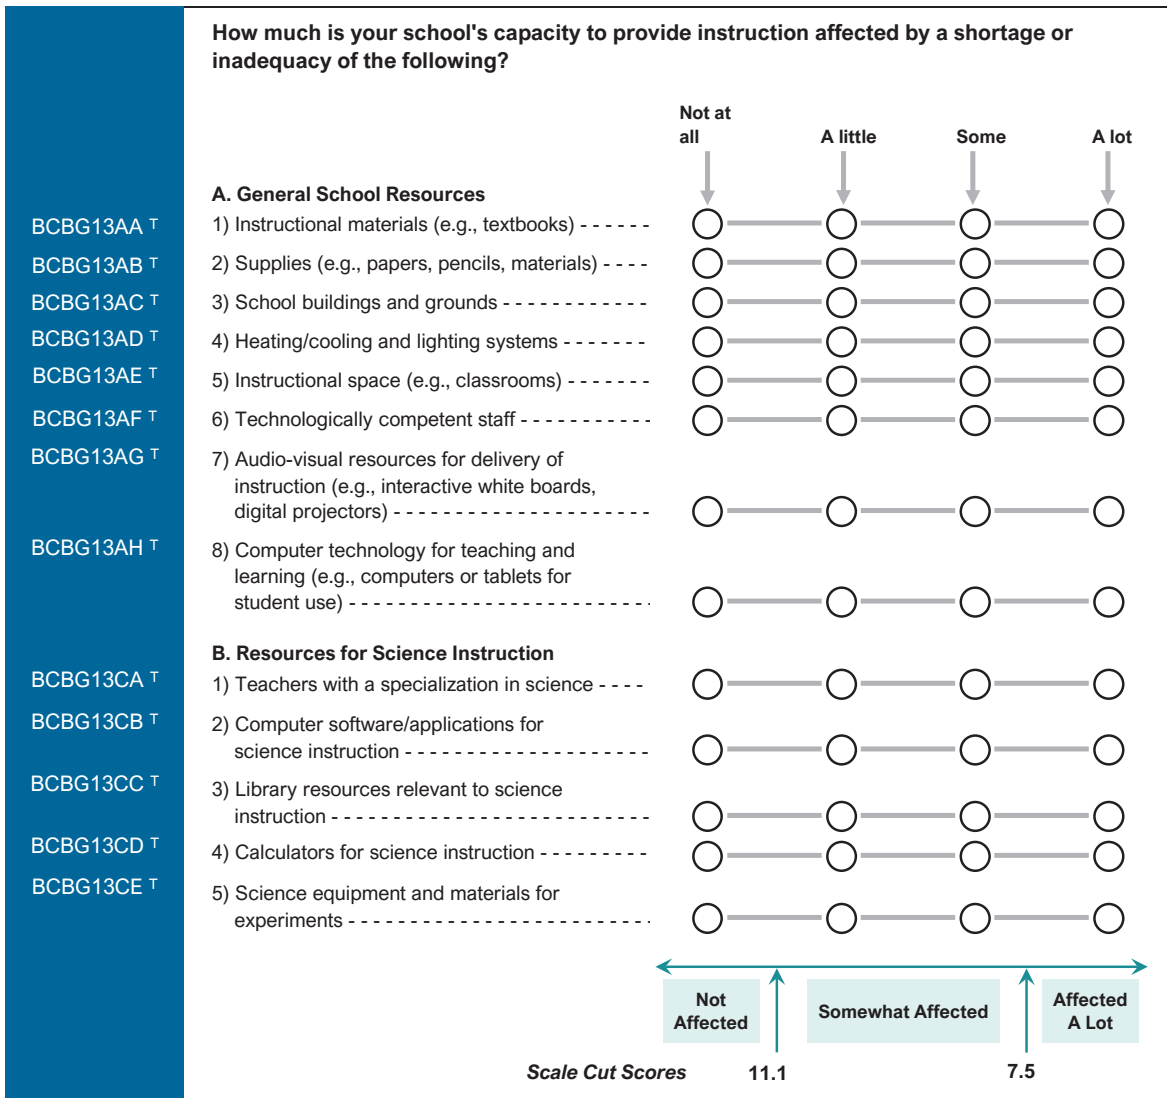 How much is your school's capacity to provide instruction affected by a shortage or
inadequacy of the following?
Not at
all
A little
Some
A lot
A. General School Resources
BCBG13AA T
1) Instructional materials (e.g., textbooks) - - - - - -
BCBG13AB T
2) Supplies (e.g., papers, pencils, materials) - - - -
BCBG13AC T
3) School buildings and grounds - - - - - - - - - - - -
BCBG13AD T
4) Heating/cooling and lighting systems - - - - - - -
BCBG13AE T
5) Instructional space (e.g., classrooms) - - - - - - -
BCBG13AF T
6) Technologically competent staff - - - - - - - - - - -
BCBG13AG T
7) Audio-visual resources for delivery of
instruction (e.g., interactive white boards,
digital projectors) - - - - - - - - - - - - - - - - - - - - -
BCBG13AH T
8) Computer technology for teaching and
learning (e.g., computers or tablets for
student use) - - - - - - - - - - - - - - - - - - - - - - - - -
B. Resources for Science Instruction
BCBG13CA T
1) Teachers with a specialization in science - - - -
BCBG13CB T
2) Computer software/applications for
science instruction - - - - - - - - - - - - - - - - - - - -
BCBG13CC T
3) Library resources relevant to science
instruction - - - - - - - - - - - - - - - - - - - - - - - - - -
BCBG13CD T
4) Calculators for science instruction - - - - - - - - -
BCBG13CE T
5) Science equipment and materials for
experiments - - - - - - - - - - - - - - - - - - - - - - - - -
Not
Affected
Somewhat Affected
Affected
A Lot
Scale Cut Scores 11.1 7.5